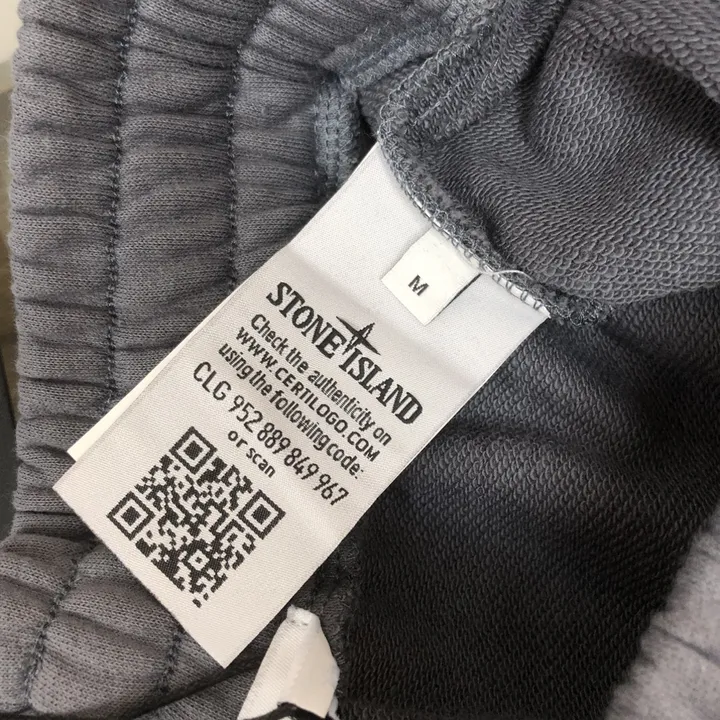 M
STONE ISLAND
Check the authenticity on
WWW.CERTILOGO.COM
using the following code:
CLG 952 889 849 967
or scan